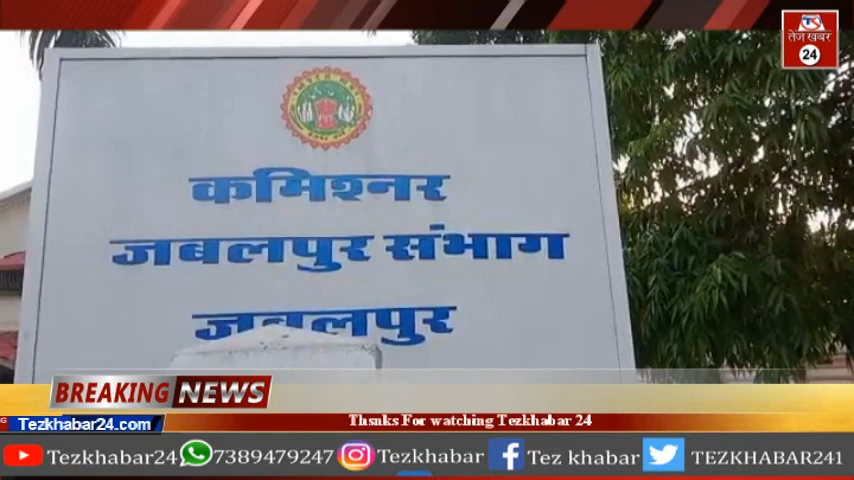 तेज खबर
24
कमिश्नर
जबलपुर संभाग
जबलपुर
BREAKING NEWS
G
Tezkhabar24.com
Thsnks For watching Tezkhabar 24
Tezkhabar24 7389479247 Tezkhabar Tez khabar TEZKHABAR241